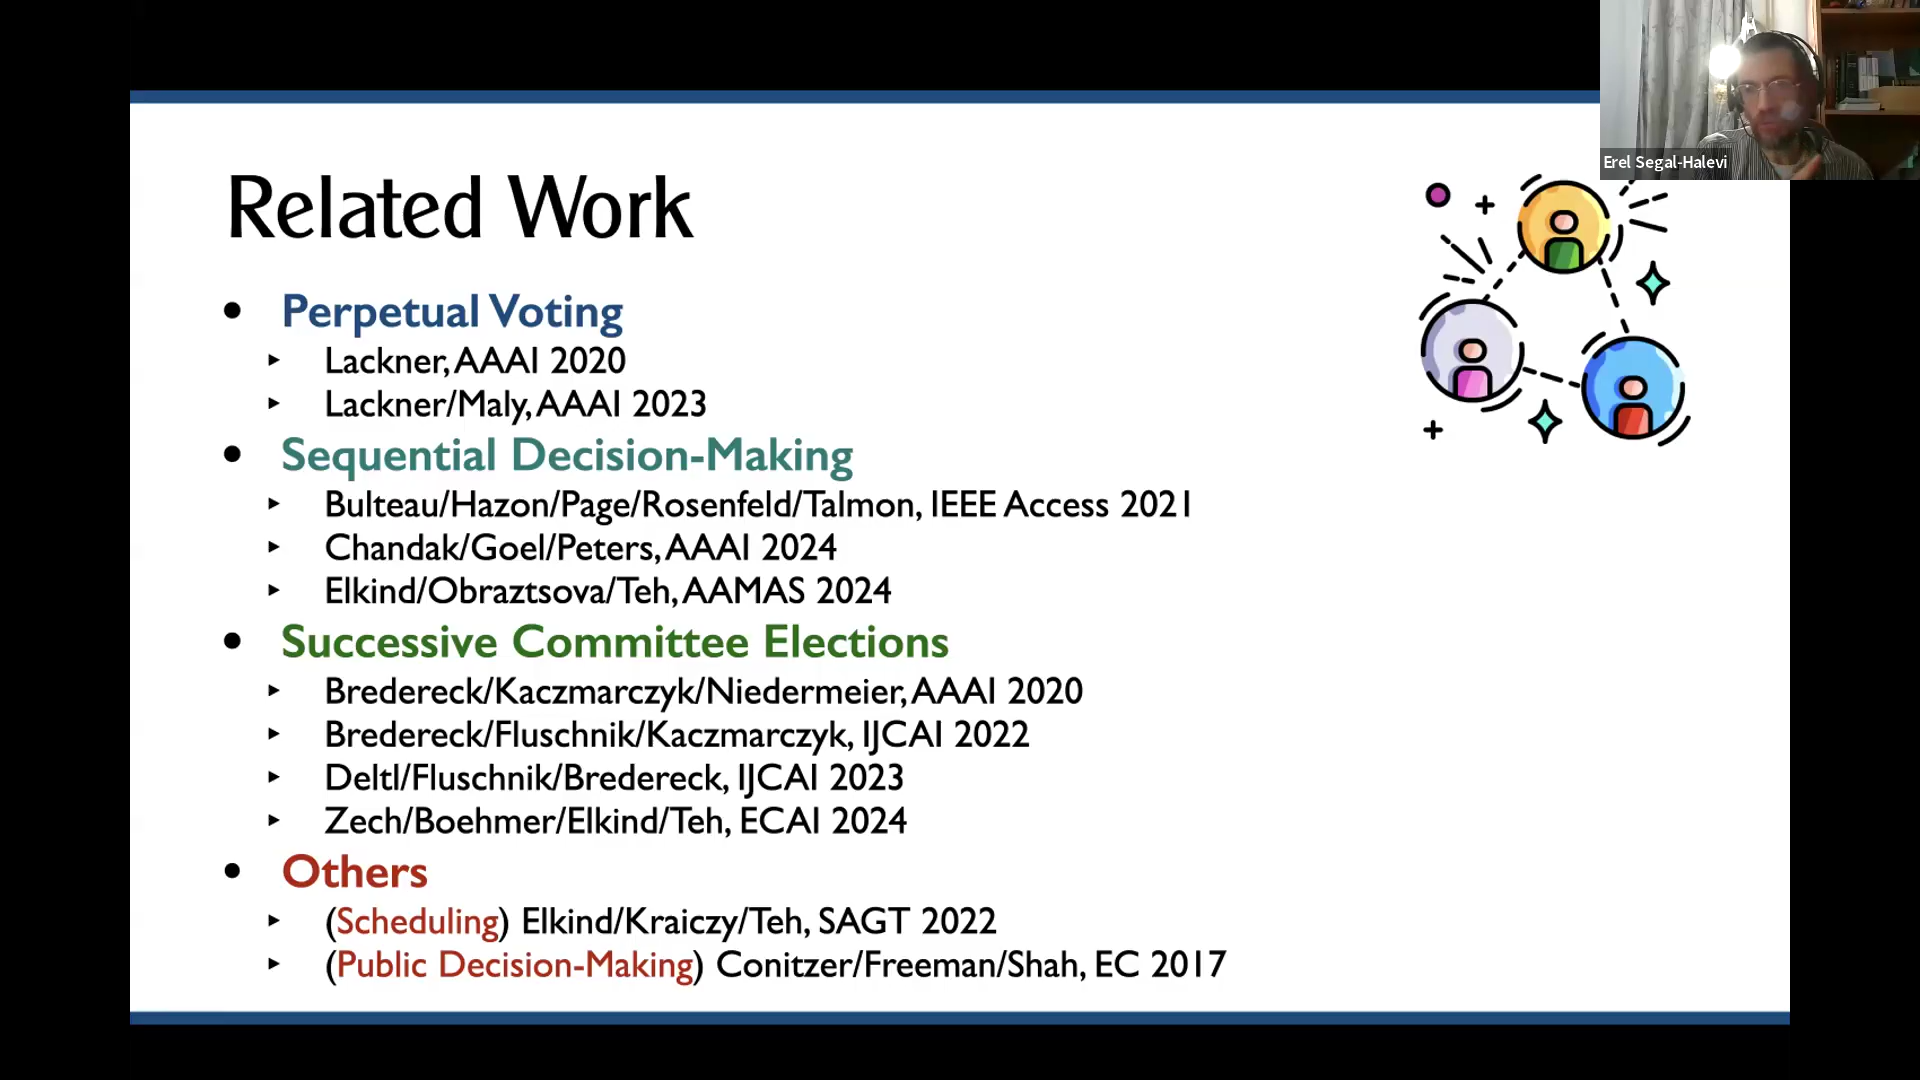 Erel Segal-Halevi
Related Work
• Perpetual Voting
‣ Lackner, AAAI 2020
‣ Lackner/Maly, AAAI 2023
• Sequential Decision-Making
‣ Bulteau/Hazon/Page/Rosenfeld/Talmon, IEEE Access 2021
‣ Chandak/Goel/Peters, AAAI 2024
‣ Elkind/Obraztsova/Teh, AAMAS 2024
• Successive Committee Elections
‣ Bredereck/Kaczmarczyk/Niedermeier, AAAI 2020
‣ Bredereck/Fluschnik/Kaczmarczyk, IJCAI 2022
‣ Deltl/Fluschnik/Bredereck, IJCAI 2023
‣ Zech/Boehmer/Elkind/Teh, ECAI 2024
• Others
‣ (Scheduling) Elkind/Kraiczy/Teh, SAGT 2022
‣ (Public Decision-Making) Conitzer/Freeman/Shah, EC 2017